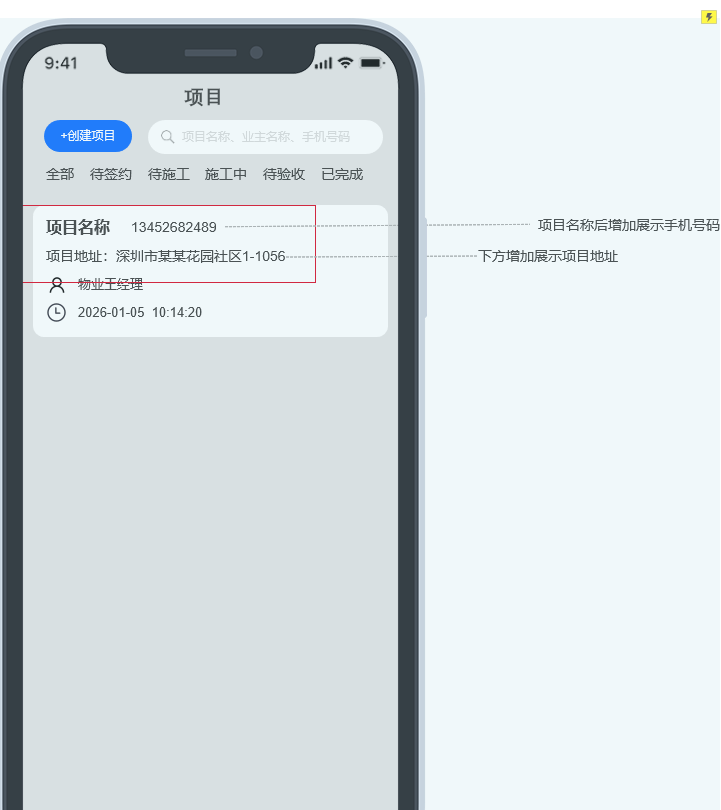 9:41
项目
+创建项目
项目名称、业主名称、手机号码
全部 待签约 待施工 施工中 待验收 已完成
项目名称 13452682489
项目名称后增加展示手机号码
项目地址：深圳市某某花园社区1-1056
下方增加展示项目地址
物业王经理
2026-01-05 10:14:20